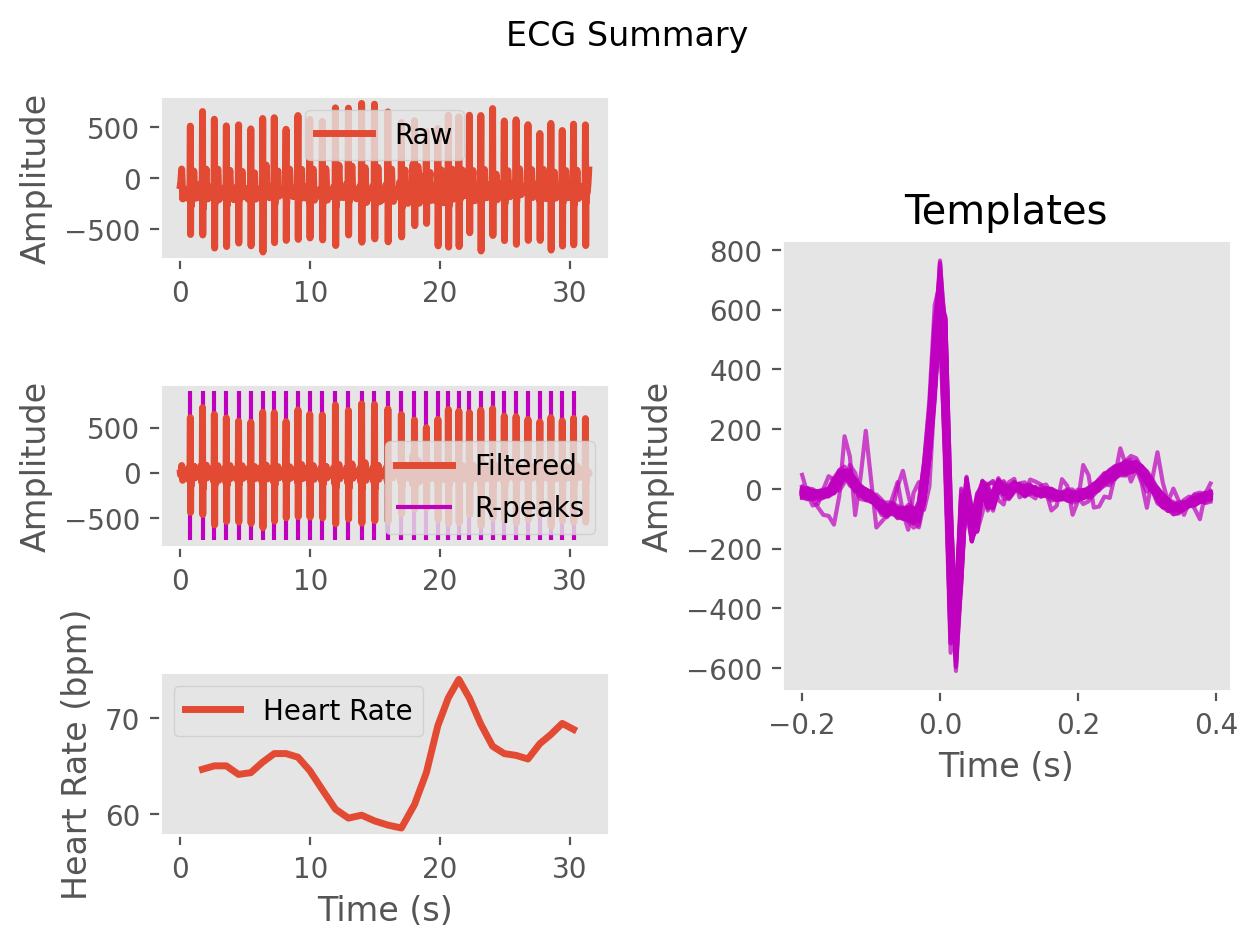 ECG Summary
Amplitude
500
0
−500
Raw
0 10 20 30
Amplitude
500
0
−500
Filtered
R-peaks
0 10 20 30
Heart Rate (bpm)
70
60
Heart Rate
0 10 20 30
Time (s)
Templates
Amplitude
800
600
400
200
0
−200
−400
−600
−0.2 0.0 0.2 0.4
Time (s)